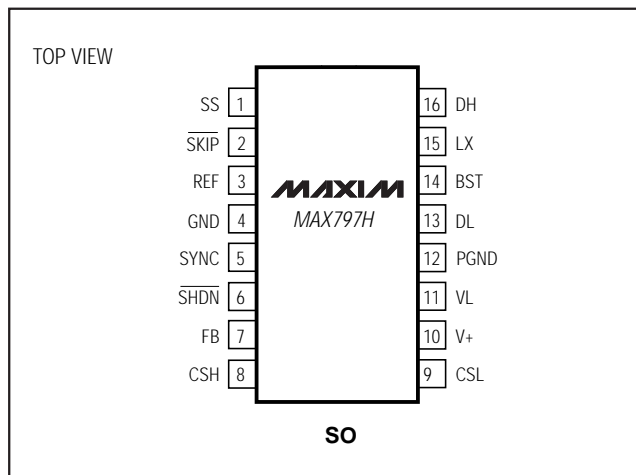 TOP VIEW
SS 1
SKIP 2
REF 3
GND 4
SYNC 5
SHDN 6
FB 7
CSH 8
MAXIM
MAX797H
16 DH
15 LX
14 BST
13 DL
12 PGND
11 VL
10 V+
9 CSL
SO